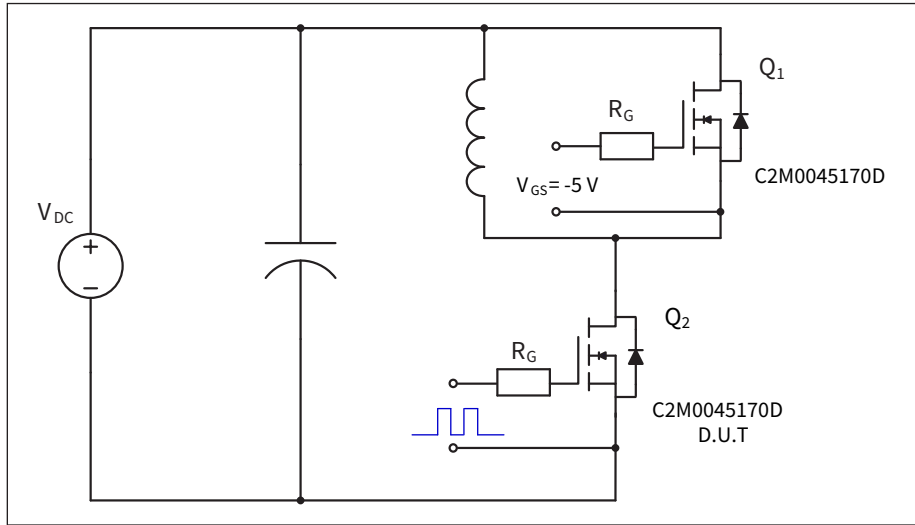 Q1
RG
VGS= -5 V
C2M0045170D
VDC
+
−
Q2
RG
C2M0045170D
D.U.T